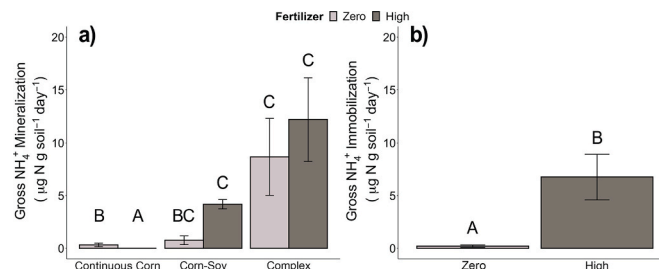 Fertilizer Zero High
a)
Gross NH₄⁺ Mineralization
( µg N g soil⁻¹ day⁻¹ )
20
15
10
5
0
B
A
BC
C
C
C
Continuous Corn
Corn-Soy
Complex
b)
Gross NH₄⁺ Immobilization
( µg N g soil⁻¹ day⁻¹ )
20
15
10
5
0
A
B
Zero
High